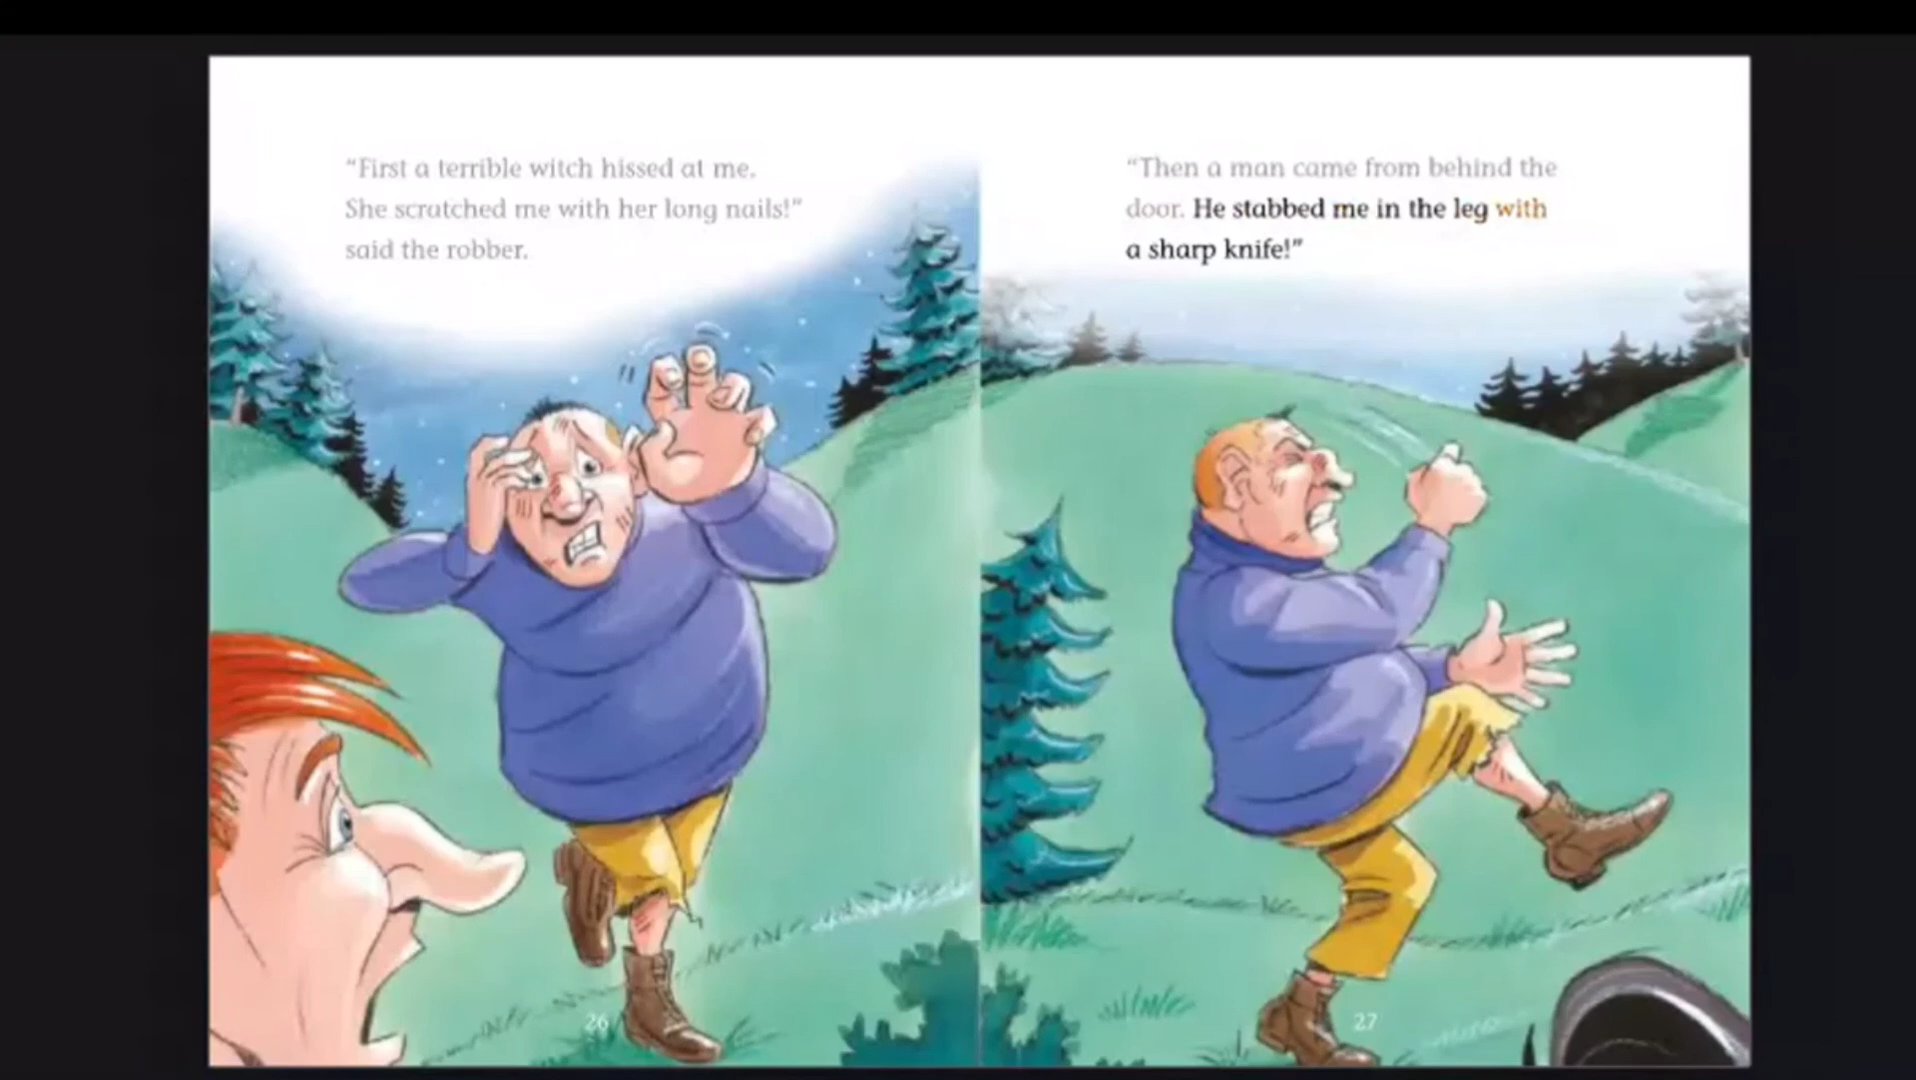 “First a terrible witch hissed at me.
She scratched me with her long nails!”
said the robber.
“Then a man came from behind the
door. He stabbed me in the leg with
a sharp knife!”
26
27